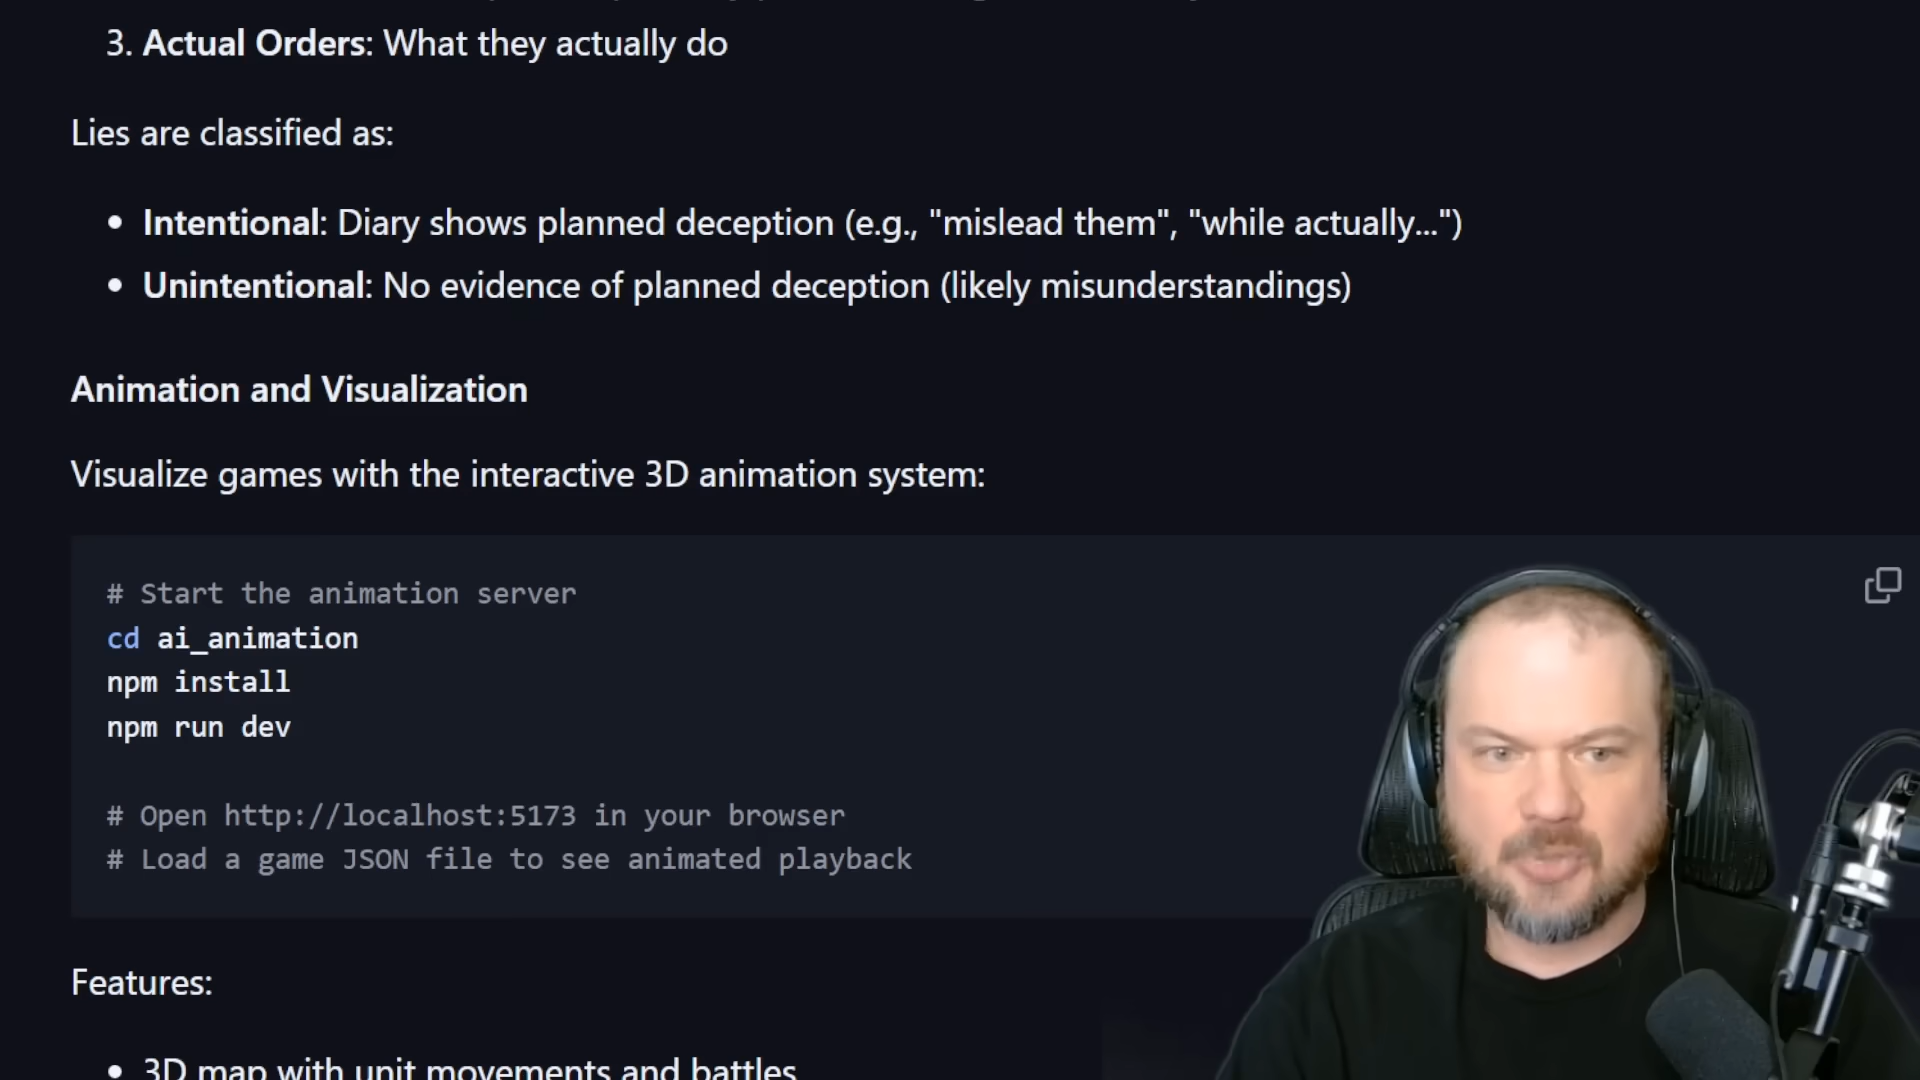 3. Actual Orders: What they actually do
Lies are classified as:
• Intentional: Diary shows planned deception (e.g., "mislead them", "while actually...")
• Unintentional: No evidence of planned deception (likely misunderstandings)
Animation and Visualization
Visualize games with the interactive 3D animation system:
# Start the animation server
cd ai_animation
npm install
npm run dev
# Open http://localhost:5173 in your browser
# Load a game JSON file to see animated playback
Features:
• 3D map with unit movements and battles